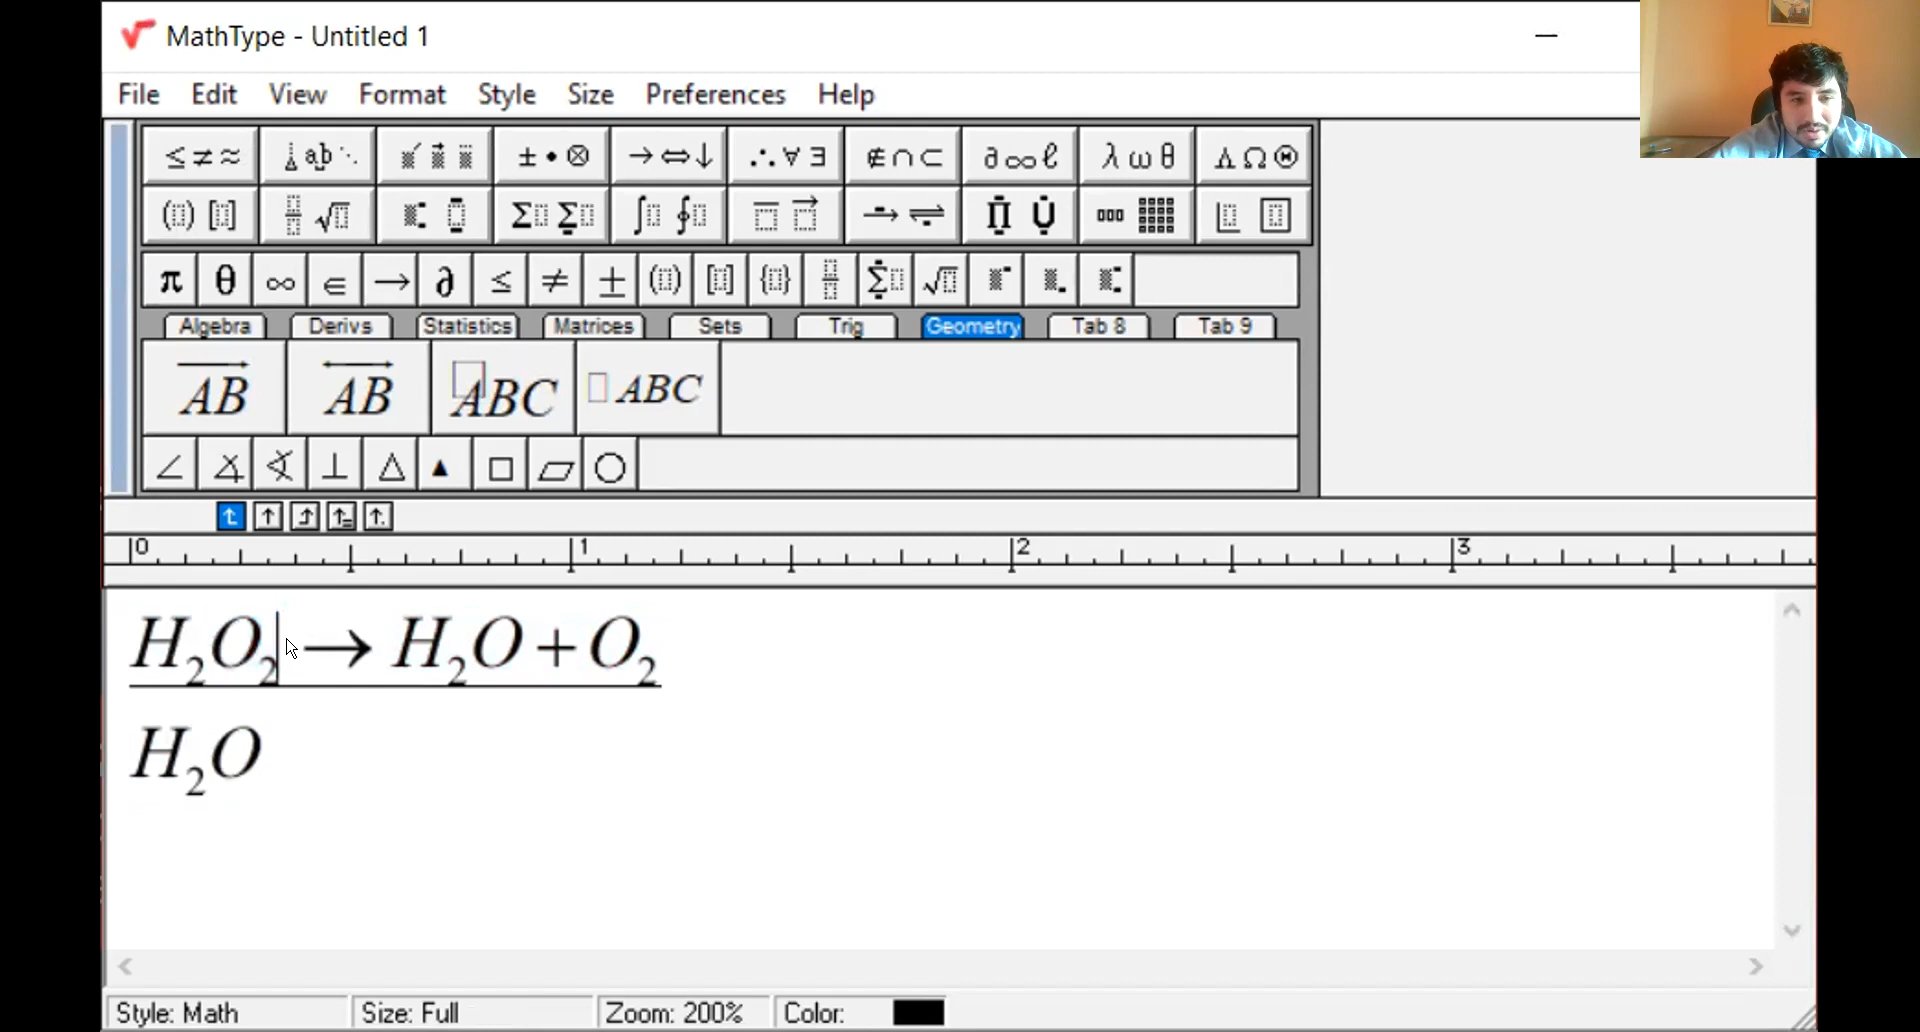 MathType - Untitled 1
File Edit View Format Style Size Preferences Help
≤ ≠ ≈ ab ± • ⊗ → ⇔ ↓ ∴ ∀ ∃ ∉ ∩ ⊂ ∂ ∞ ℓ λ ω θ Λ Ω Θ
π θ ∞ ∈ → ∂ ≤ ≠ ±
Algebra Derivs Statistics Matrices Sets Trig Geometry Tab 8 Tab 9
AB AB ABC ABC
0 1 2 3
H₂O₂ → H₂O + O₂
H₂O
Style: Math Size: Full Zoom: 200% Color: